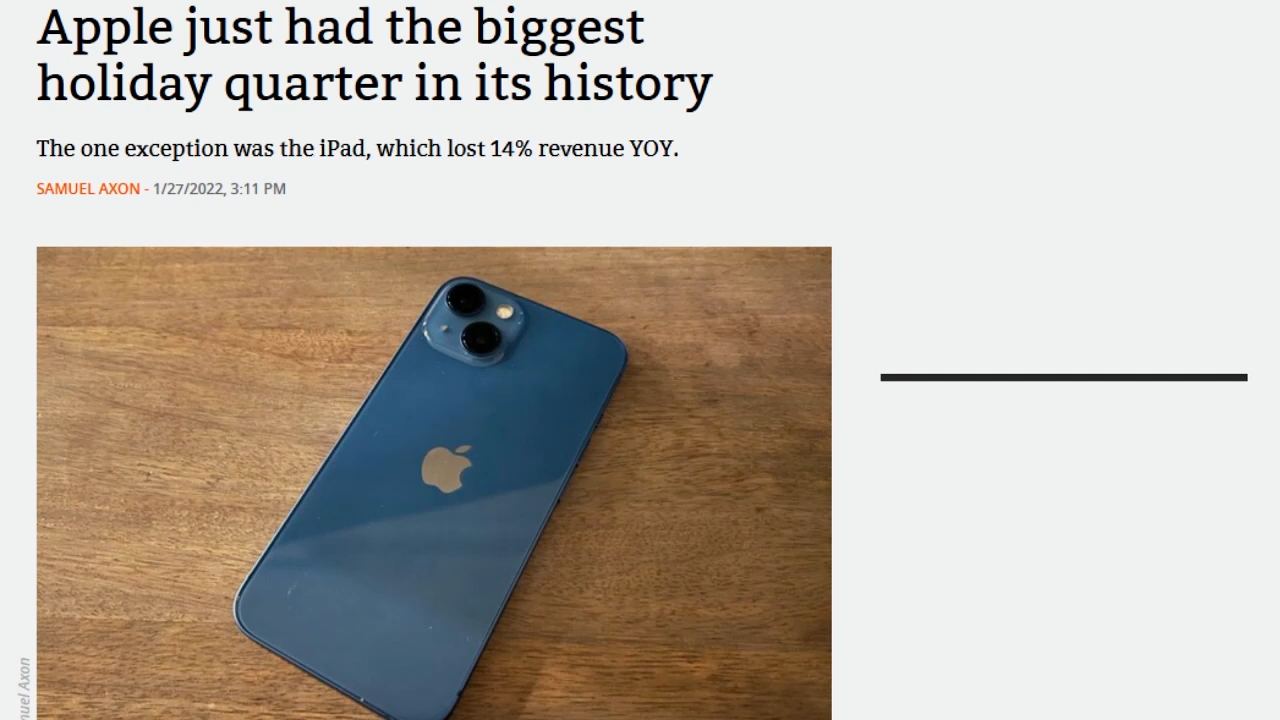 Apple just had the biggest
holiday quarter in its history
The one exception was the iPad, which lost 14% revenue YOY.
SAMUEL AXON - 1/27/2022, 3:11 PM
Axon